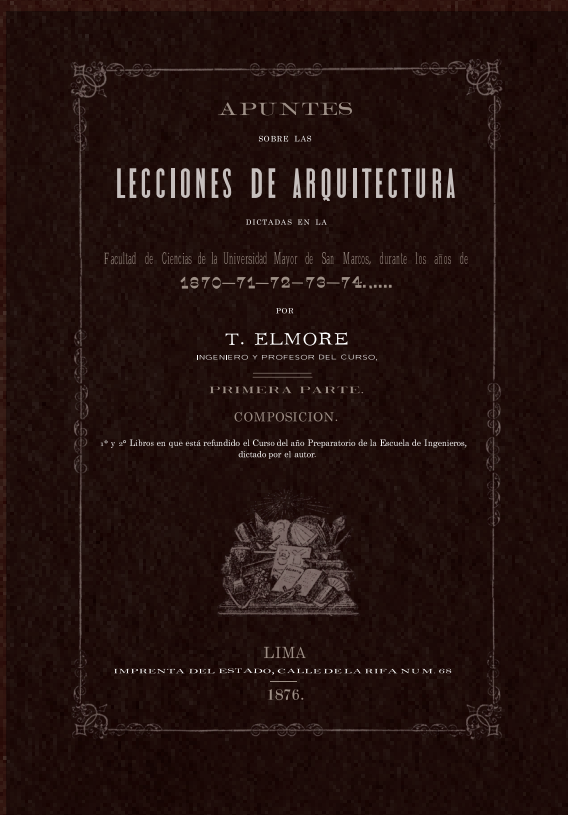 APUNTES
SOBRE LAS
LECCIONES DE ARQUITECTURA
DICTADAS EN LA
Facultad de Ciencias de la Universidad Mayor de San Marcos, durante los años de
1870—71—72—73—74......
POR
T. ELMORE
INGENIERO Y PROFESOR DEL CURSO,
PRIMERA PARTE.
COMPOSICION.
1º y 2º Libros en que está refundido el Curso del año Preparatorio de la Escuela de Ingenieros,
dictado por el autor.
LIMA
IMPRENTA DEL ESTADO, CALLE DE LA RIFA NUM. 68
1876.